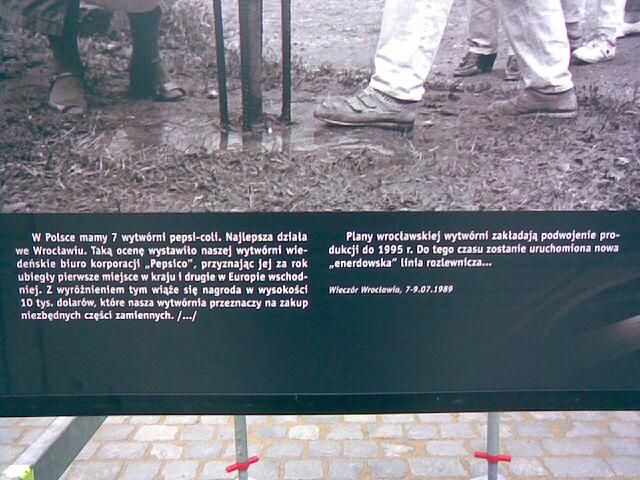 W Polsce mamy 7 wytwórni pepsi-coli. Najlepsza działa
we Wrocławiu. Taką ocenę wystawiło naszej wytwórni wie-
deńskie biuro korporacji „Pepsico”, przyznając jej za rok
ubiegły pierwsze miejsce w kraju i drugie w Europie wschod-
niej. Z wyróżnieniem tym wiąże się nagroda w wysokości
10 tys. dolarów, które nasza wytwórnia przeznaczy na zakup
niezbędnych części zamiennych. /.../
Plany wrocławskiej wytwórni zakładają podwojenie pro-
dukcji do 1995 r. Do tego czasu zostanie uruchomiona nowa
„enerdowska” linia rozlewnicza...
Wieczór Wrocławia, 7-9.07.1989